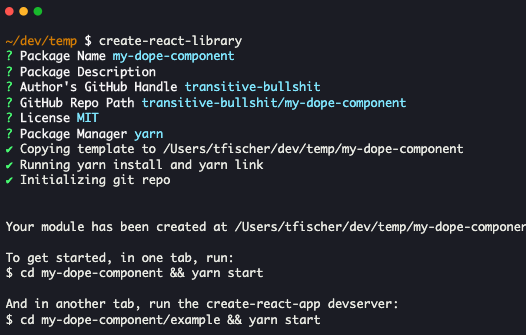 ~/dev/temp $ create-react-library
? Package Name my-dope-component
? Package Description
? Author's GitHub Handle transitive-bullshit
? GitHub Repo Path transitive-bullshit/my-dope-component
? License MIT
? Package Manager yarn
✔ Copying template to /Users/tfischer/dev/temp/my-dope-component
✔ Running yarn install and yarn link
✔ Initializing git repo
Your module has been created at /Users/tfischer/dev/temp/my-dope-componen
To get started, in one tab, run:
$ cd my-dope-component && yarn start
And in another tab, run the create-react-app devserver:
$ cd my-dope-component/example && yarn start